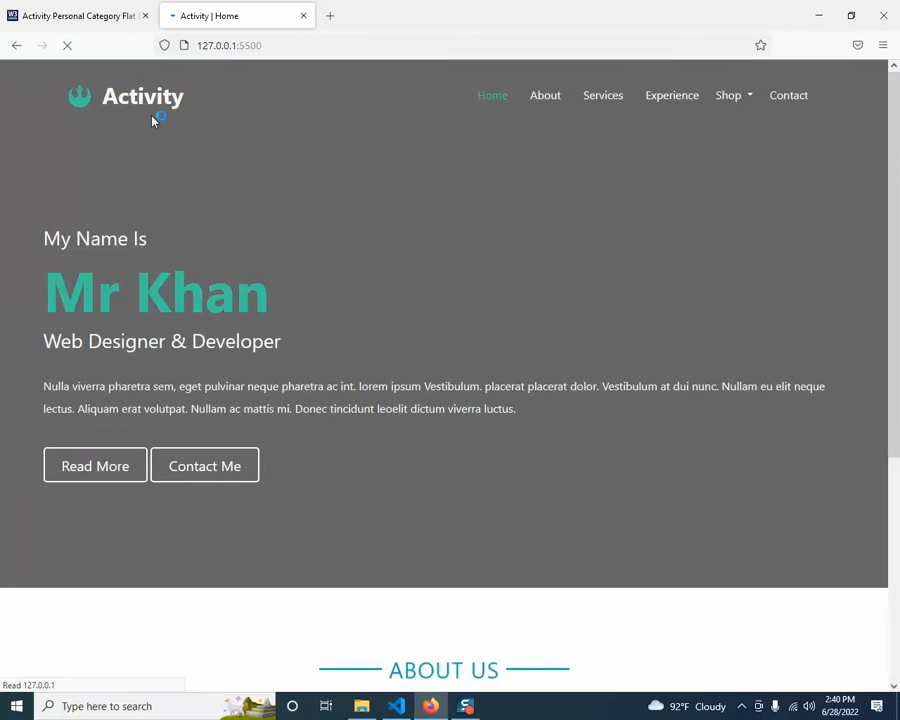 Activity Personal Category Flat
Activity | Home
127.0.0.1:5500
Activity
Home
About
Services
Experience
Shop
Contact
My Name Is
Mr Khan
Web Designer & Developer
Nulla viverra pharetra sem, eget pulvinar neque pharetra ac int. lorem ipsum Vestibulum. placerat placerat dolor. Vestibulum at dui nunc. Nullam eu elit neque
lectus. Aliquam erat volutpat. Nullam ac mattis mi. Donec tincidunt leoelit dictum viverra luctus.
Read More
Contact Me
ABOUT US
Read 127.0.0.1
Type here to search
92°F Cloudy
2:40 PM
6/28/2022